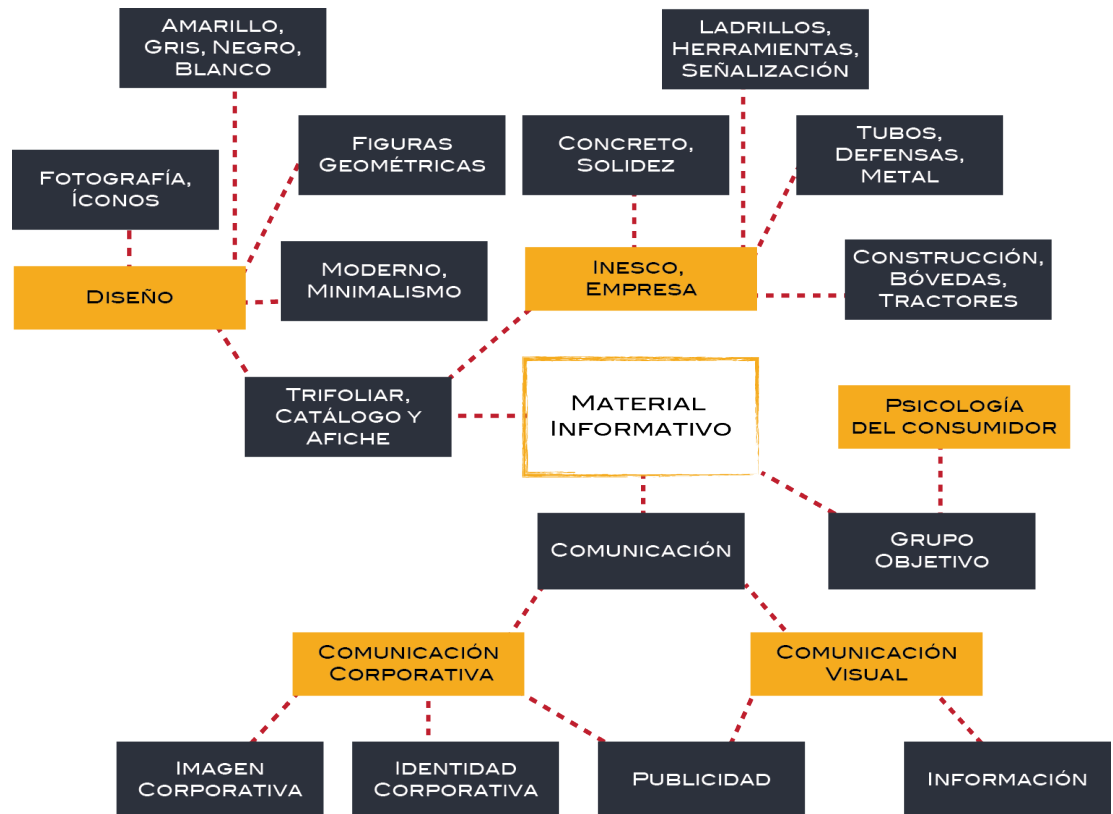 Amarillo,
Gris, Negro,
Blanco
Ladrillos,
Herramientas,
Señalización
Figuras
Geométricas
Concreto,
Solidez
Tubos,
Defensas,
Metal
Fotografía,
Íconos
Diseño
Moderno,
Minimalismo
Inesco,
Empresa
Construcción,
Bóvedas,
Tractores
Trifoliar,
Catálogo y
Afiche
Material
Informativo
Psicología
del consumidor
Comunicación
Grupo
Objetivo
Comunicación
Corporativa
Comunicación
Visual
Imagen
Corporativa
Identidad
Corporativa
Publicidad
Información